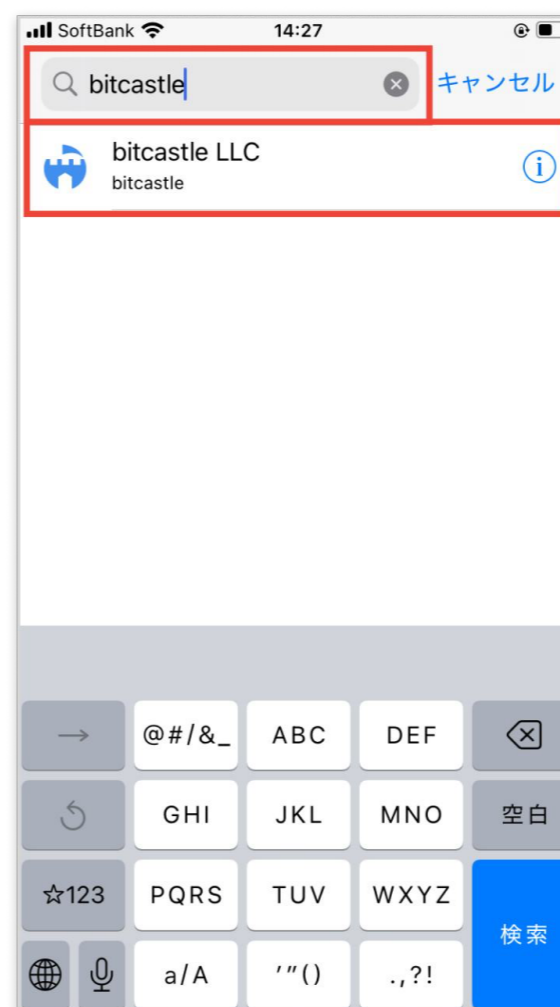 SoftBank 14:27
bitcastle キャンセル
bitcastle LLC
bitcastle
→ @#/&_ ABC DEF
GHI JKL MNO 空白
☆123 PQRS TUV WXYZ
検索
a/A '"() .,?!